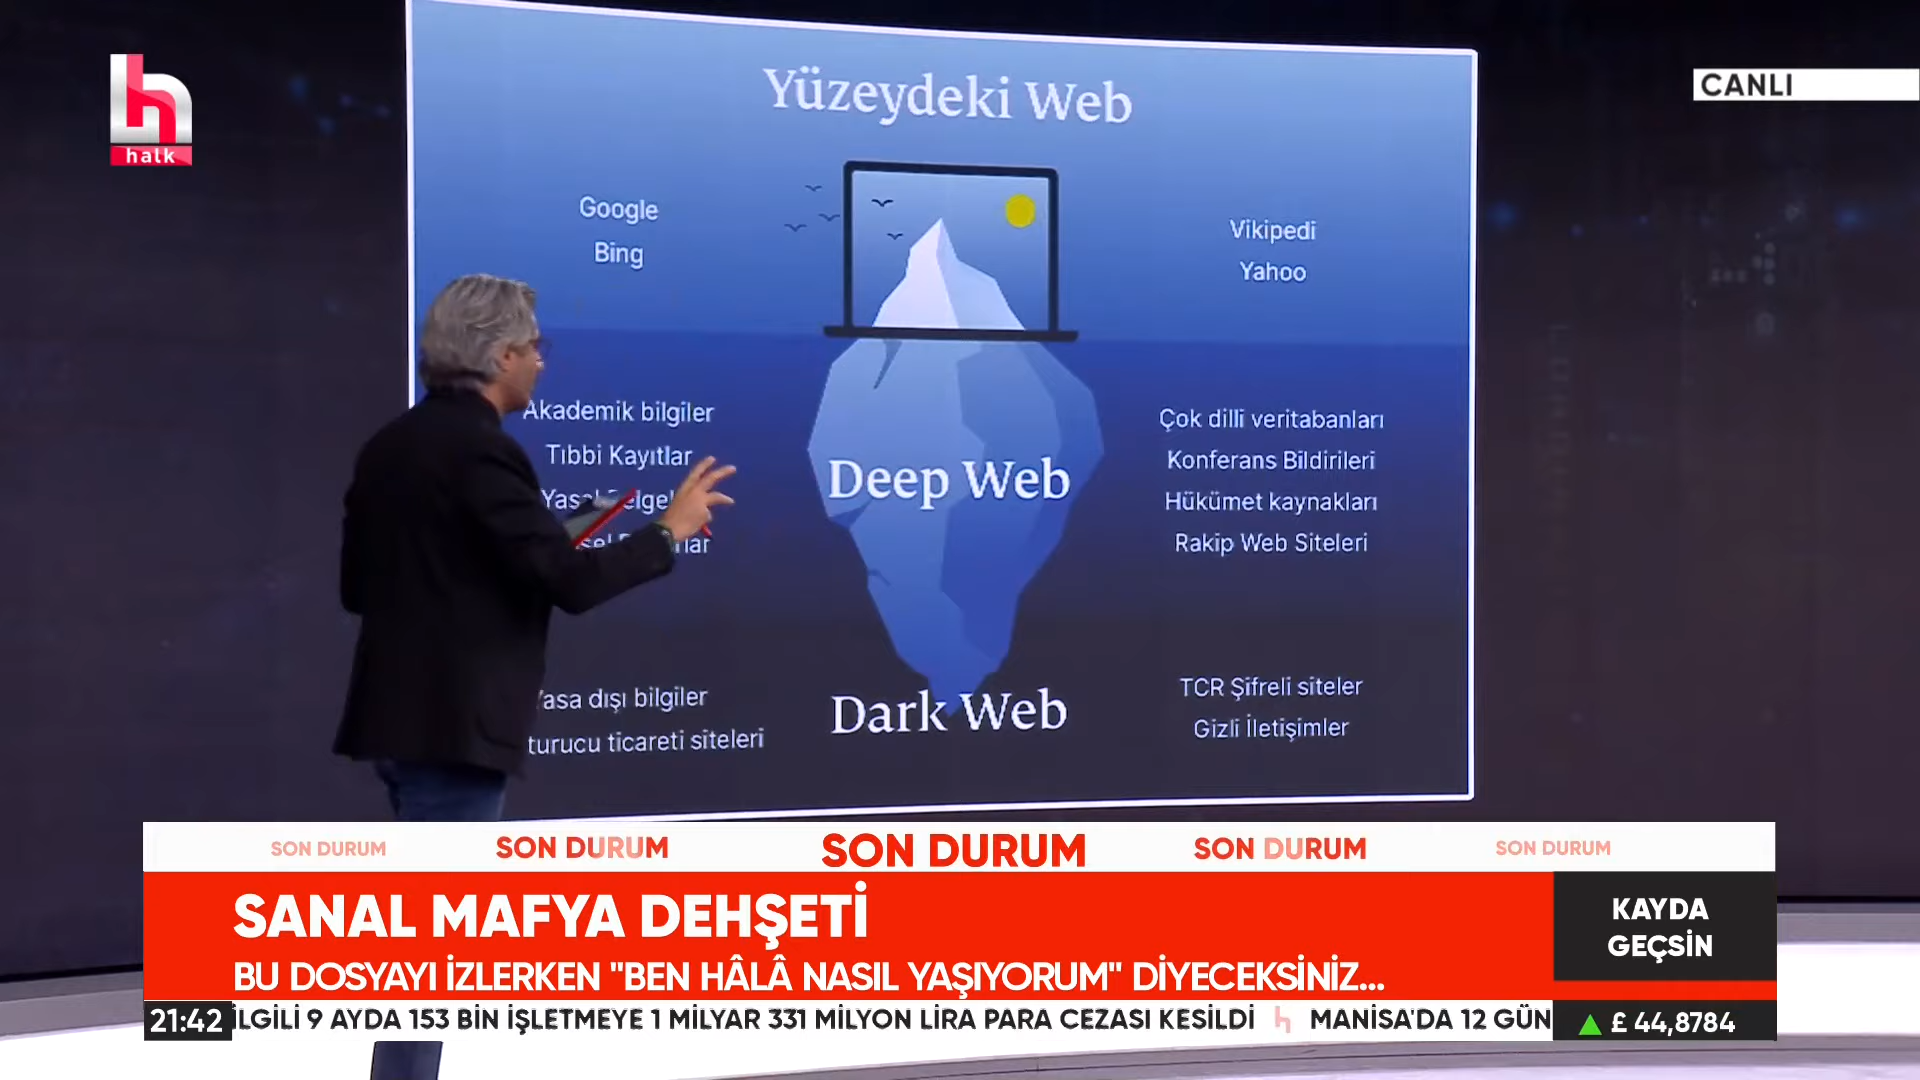 halk
CANLI
Yüzeydeki Web
Google
Bing
Vikipedi
Yahoo
Akademik bilgiler
Tıbbi Kayıtlar
Deep Web
Çok dilli veritabanları
Konferans Bildirileri
Hükümet kaynakları
Rakip Web Siteleri
dışı bilgiler
ticareti siteleri
Dark Web
TCR Şifreli siteler
Gizli İletişimler
SON DURUM SON DURUM SON DURUM SON DURUM SON DURUM
SANAL MAFYA DEHŞETİ
BU DOSYAYI İZLERKEN "BEN HÂLÂ NASIL YAŞIYORUM" DİYECEKSİNİZ...
KAYDA
GEÇSİN
21:42 İLGİLİ 9 AYDA 153 BİN İŞLETMEYE 1 MİLYAR 331 MİLYON LİRA PARA CEZASI KESİLDİ h MANİSA'DA 12 GÜN £ 44,8784